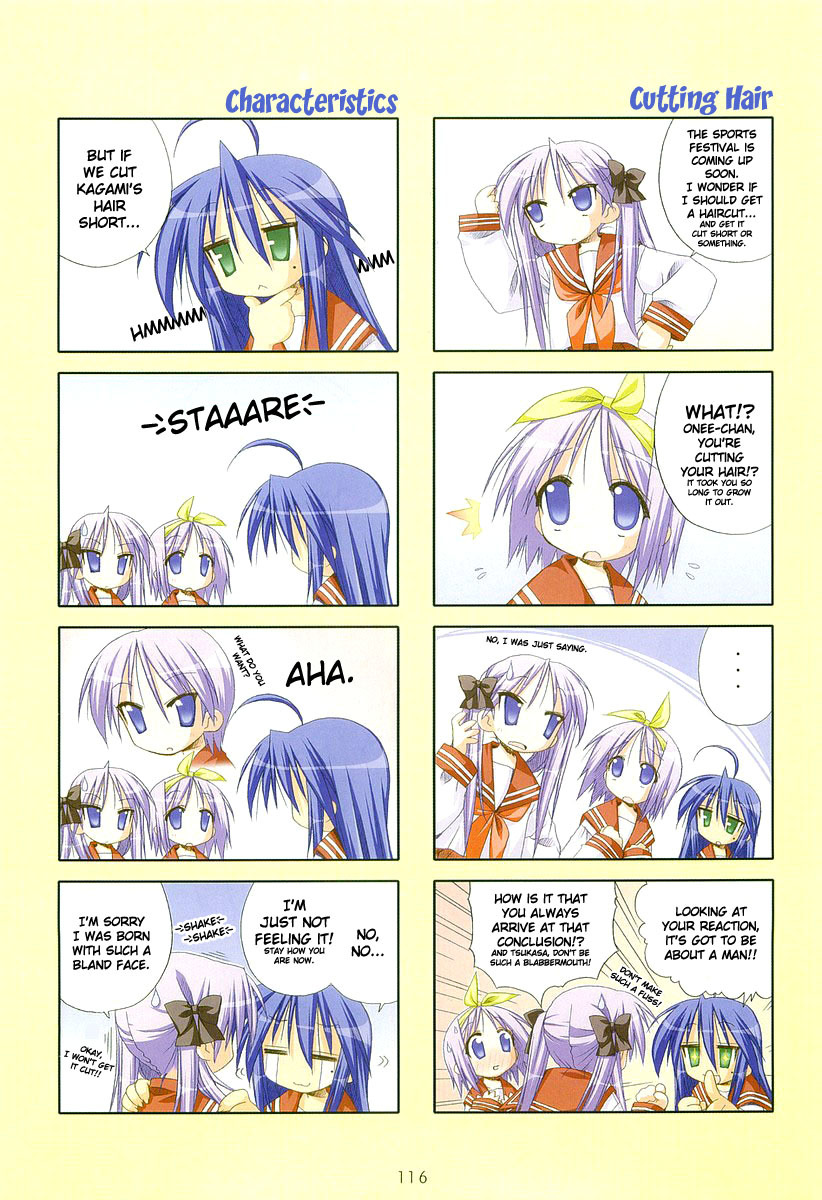 Cutting Hair
THE SPORTS
FESTIVAL IS
COMING UP
SOON.
I WONDER IF
I SHOULD GET
A HAIRCUT...
AND GET IT
CUT SHORT OR
SOMETHING.
WHAT!?
ONEE-CHAN,
YOU'RE
CUTTING
YOUR HAIR!?
IT TOOK YOU SO
LONG TO GROW
IT OUT.
...
NO, I WAS JUST SAYING.
LOOKING AT
YOUR REACTION,
IT'S GOT TO BE
ABOUT A MAN!!
HOW IS IT THAT
YOU ALWAYS
ARRIVE AT THAT
CONCLUSION!?
AND TSUKASA, DON'T BE
SUCH A BLABBERMOUTH!
DON'T MAKE
SUCH A FUSS!
Characteristics
BUT IF
WE CUT
KAGAMI'S
HAIR
SHORT...
HMMMMM
MMM
STAAARE
AHA.
WHAT DO YOU
WANT?
NO,
NO...
I'M
JUST NOT
FEELING IT!
STAY HOW YOU
ARE NOW.
SHAKE
SHAKE
I'M SORRY
I WAS BORN
WITH SUCH A
BLAND FACE.
OKAY,
I WON'T GET
IT CUT!!
116